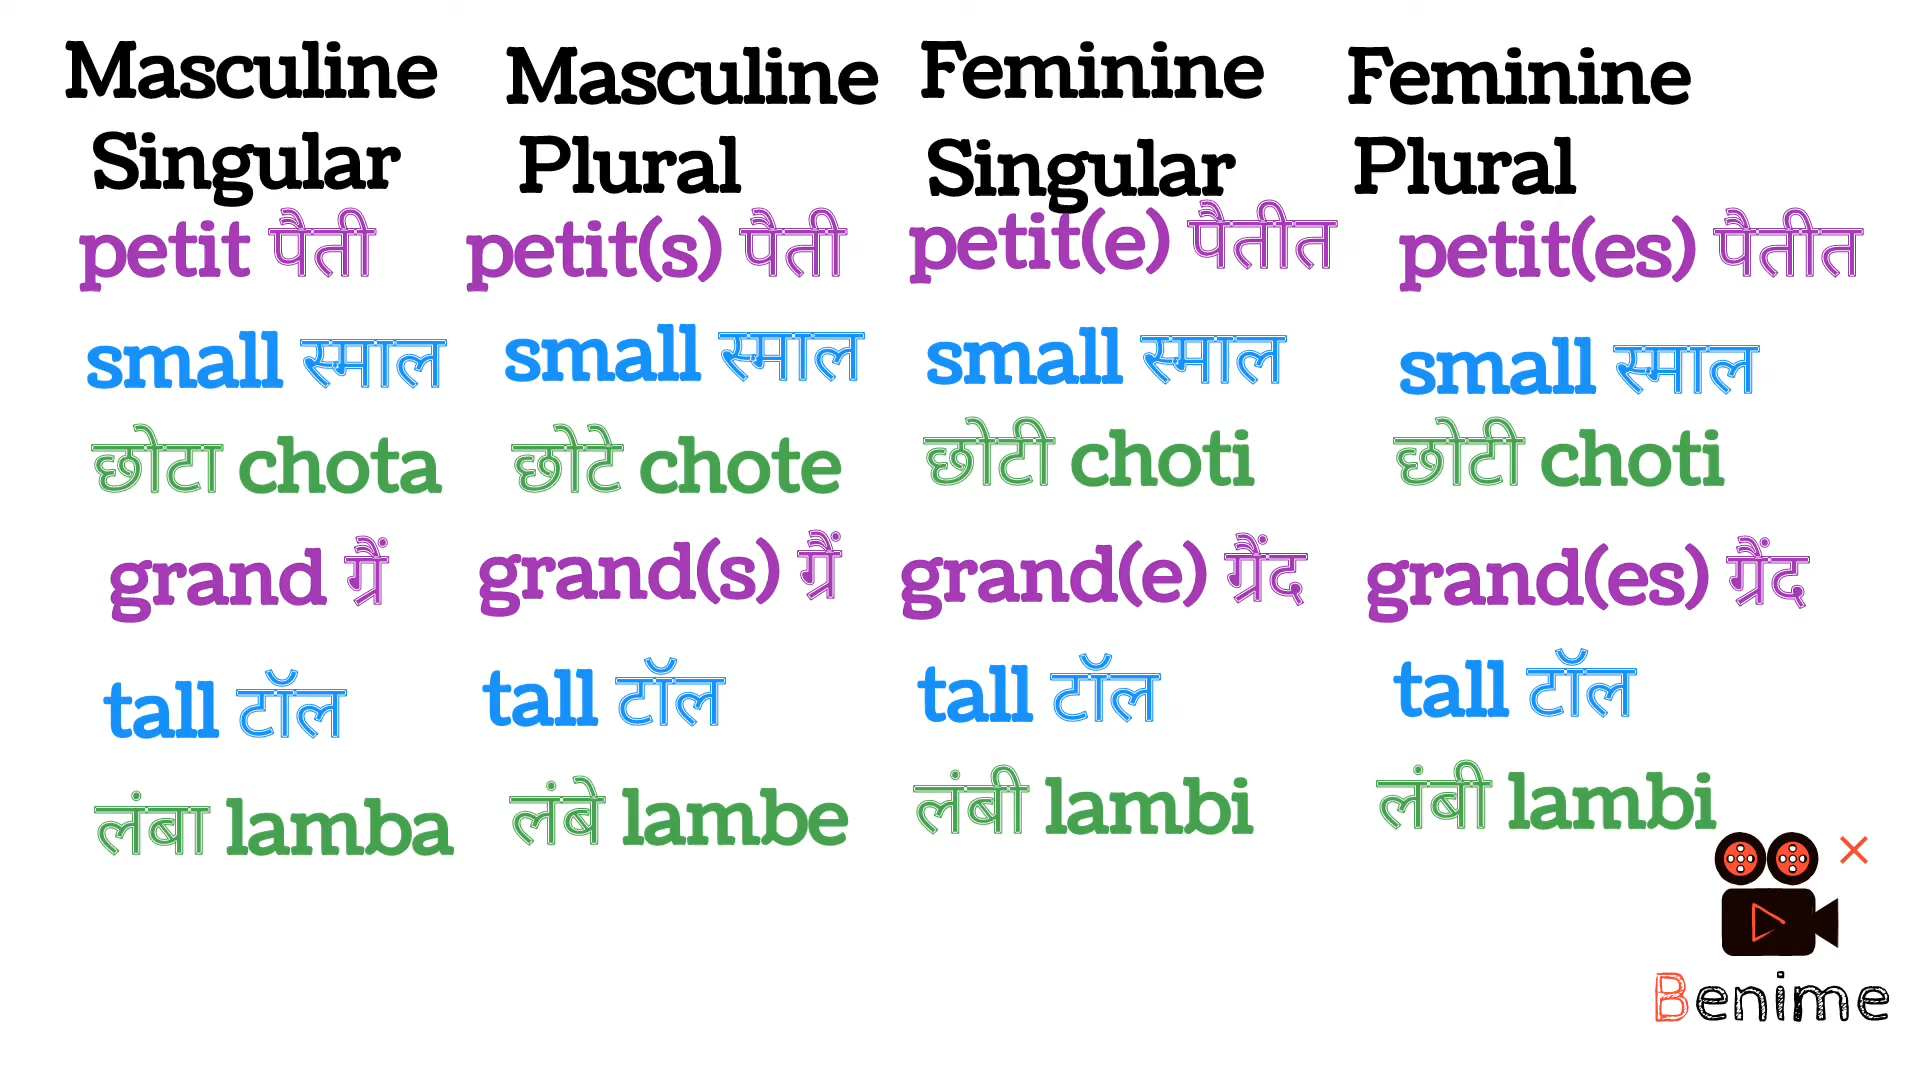 Masculine Masculine Feminine Feminine
Singular Plural Singular Plural
petit पैती petit(s) पैती petit(e) पैतीत petit(es) पैतीत
small स्माल small स्माल small स्माल small स्माल
छोटा chota छोटे chote छोटी choti छोटी choti
grand ग्रैं grand(s) ग्रैं grand(e) ग्रैंद grand(es) ग्रैंद
tall टॉल tall टॉल tall टॉल tall टॉल
लंबा lamba लंबे lambe लंबी lambi लंबी lambi
Benime